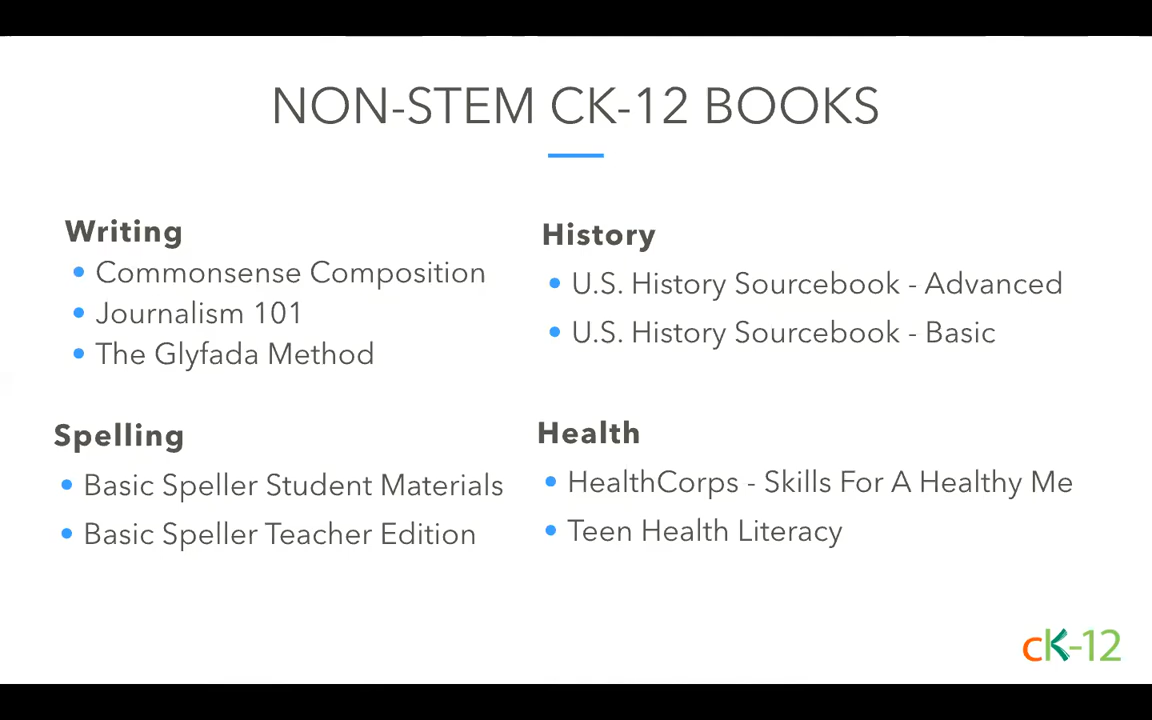 NON-STEM CK-12 BOOKS
Writing
• Commonsense Composition
• Journalism 101
• The Glyfada Method
History
• U.S. History Sourcebook - Advanced
• U.S. History Sourcebook - Basic
Spelling
• Basic Speller Student Materials
• Basic Speller Teacher Edition
Health
• HealthCorps - Skills For A Healthy Me
• Teen Health Literacy
cK-12